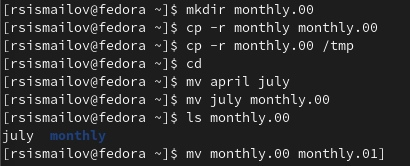 [rsismailov@fedora ~]$ mkdir monthly.00
[rsismailov@fedora ~]$ cp -r monthly monthly.00
[rsismailov@fedora ~]$ cp -r monthly.00 /tmp
[rsismailov@fedora ~]$ cd
[rsismailov@fedora ~]$ mv april july
[rsismailov@fedora ~]$ mv july monthly.00
[rsismailov@fedora ~]$ ls monthly.00
july  monthly
[rsismailov@fedora ~]$ mv monthly.00 monthly.01]